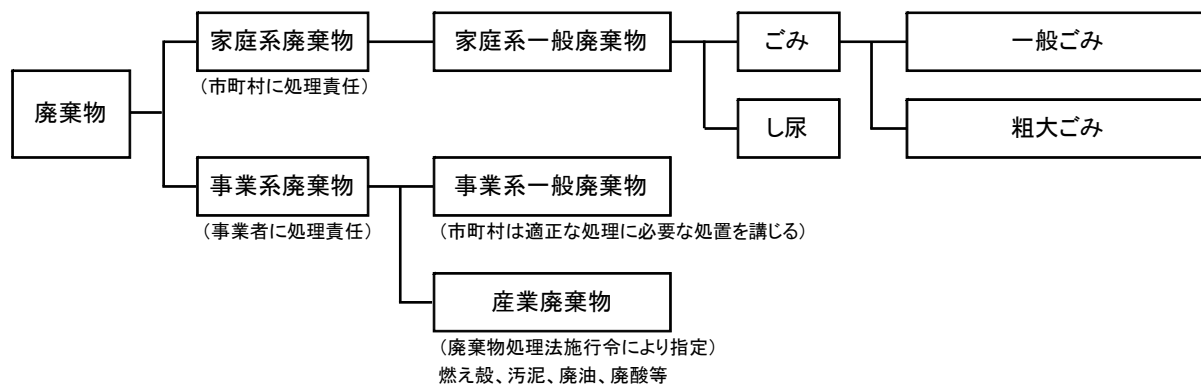 廃棄物
家庭系廃棄物
（市町村に処理責任）
家庭系一般廃棄物
ごみ
一般ごみ
粗大ごみ
し尿
事業系廃棄物
（事業者に処理責任）
事業系一般廃棄物
（市町村は適正な処理に必要な処置を講じる）
産業廃棄物
（廃棄物処理法施行令により指定）
燃え殻、汚泥、廃油、廃酸等